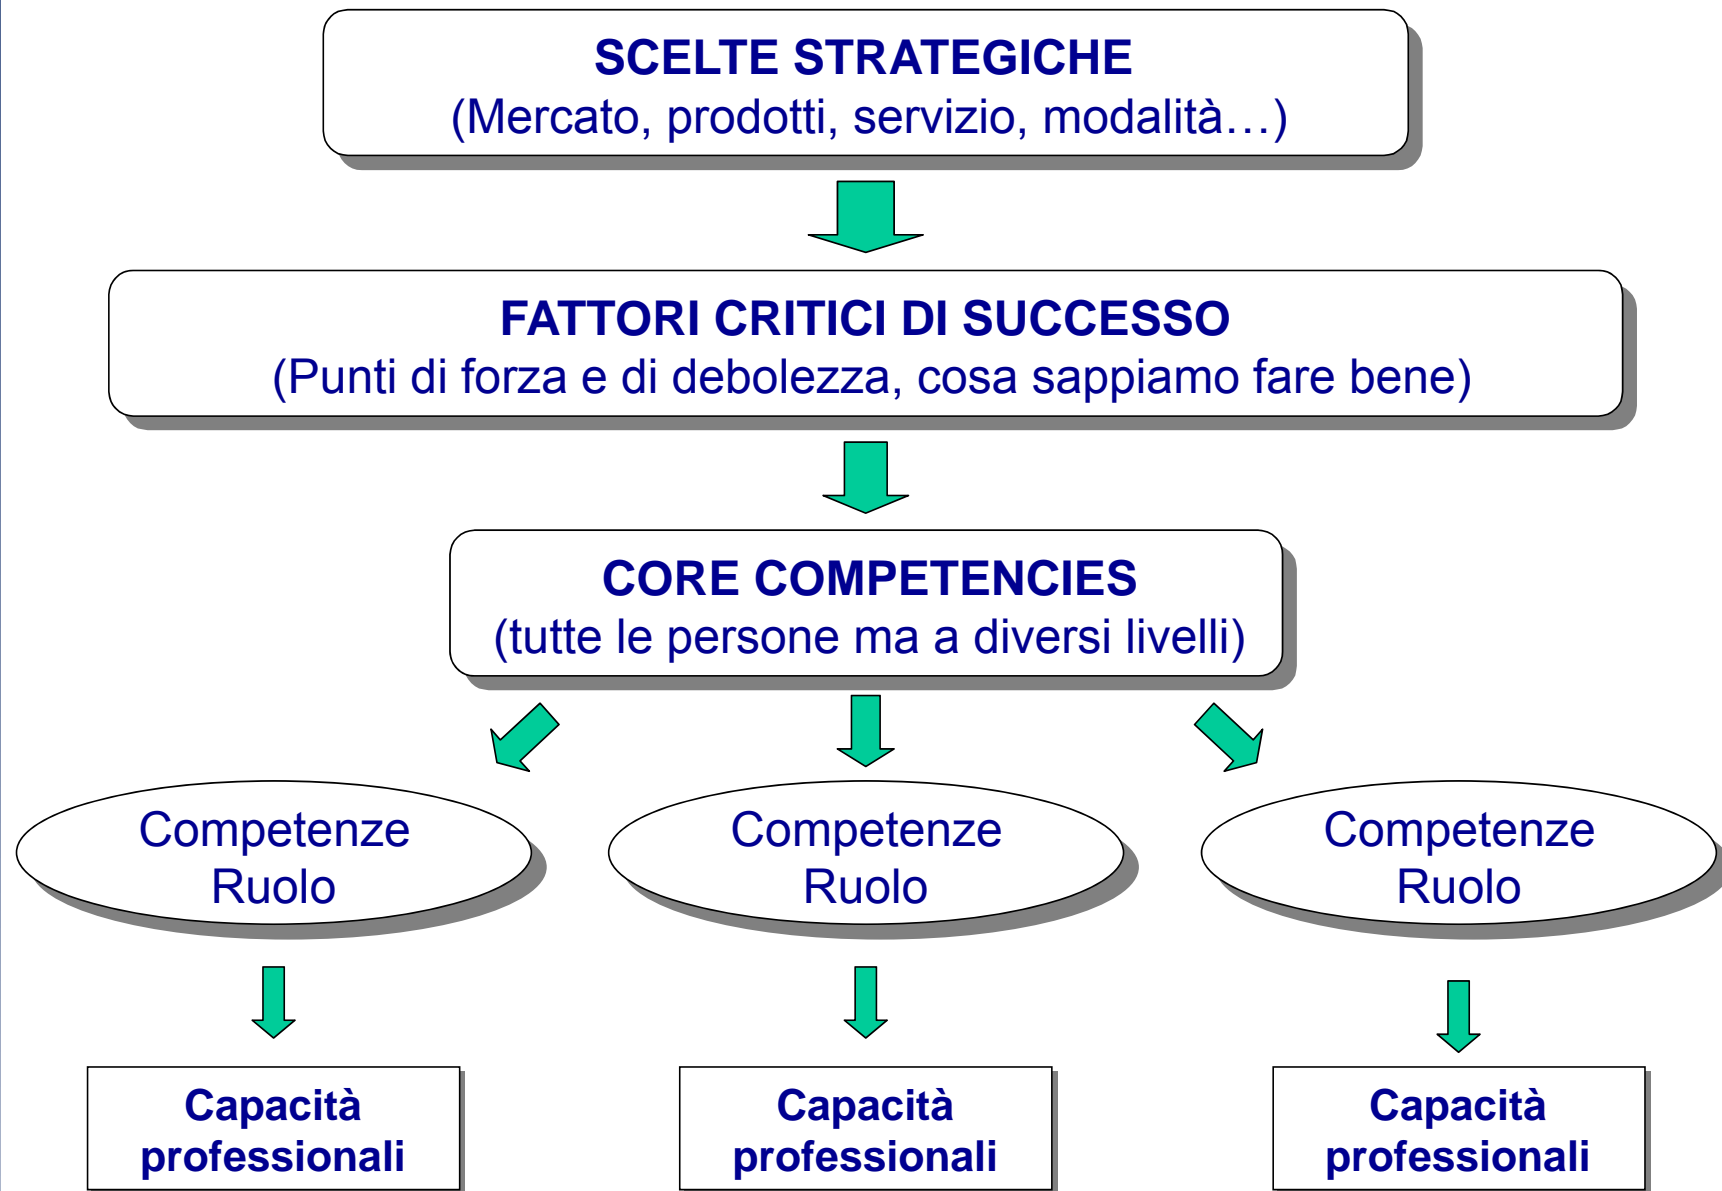 SCELTE STRATEGICHE
(Mercato, prodotti, servizio, modalità…)
FATTORI CRITICI DI SUCCESSO
(Punti di forza e di debolezza, cosa sappiamo fare bene)
CORE COMPETENCIES
(tutte le persone ma a diversi livelli)
Competenze
Ruolo
Competenze
Ruolo
Competenze
Ruolo
Capacità
professionali
Capacità
professionali
Capacità
professionali